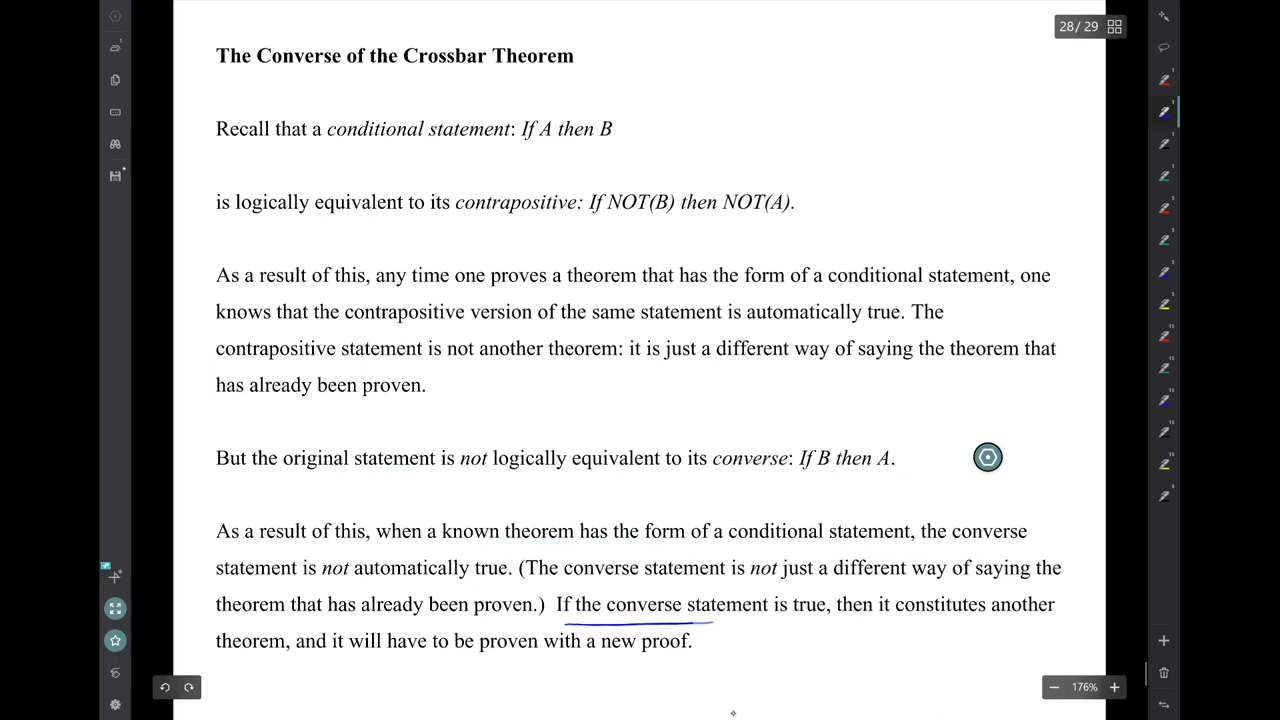 28/ 29
The Converse of the Crossbar Theorem
Recall that a conditional statement: If A then B
is logically equivalent to its contrapositive: If NOT(B) then NOT(A).
As a result of this, any time one proves a theorem that has the form of a conditional statement, one
knows that the contrapositive version of the same statement is automatically true. The
contrapositive statement is not another theorem: it is just a different way of saying the theorem that
has already been proven.
But the original statement is not logically equivalent to its converse: If B then A.
As a result of this, when a known theorem has the form of a conditional statement, the converse
statement is not automatically true. (The converse statement is not just a different way of saying the
theorem that has already been proven.) If the converse statement is true, then it constitutes another
theorem, and it will have to be proven with a new proof.
176%